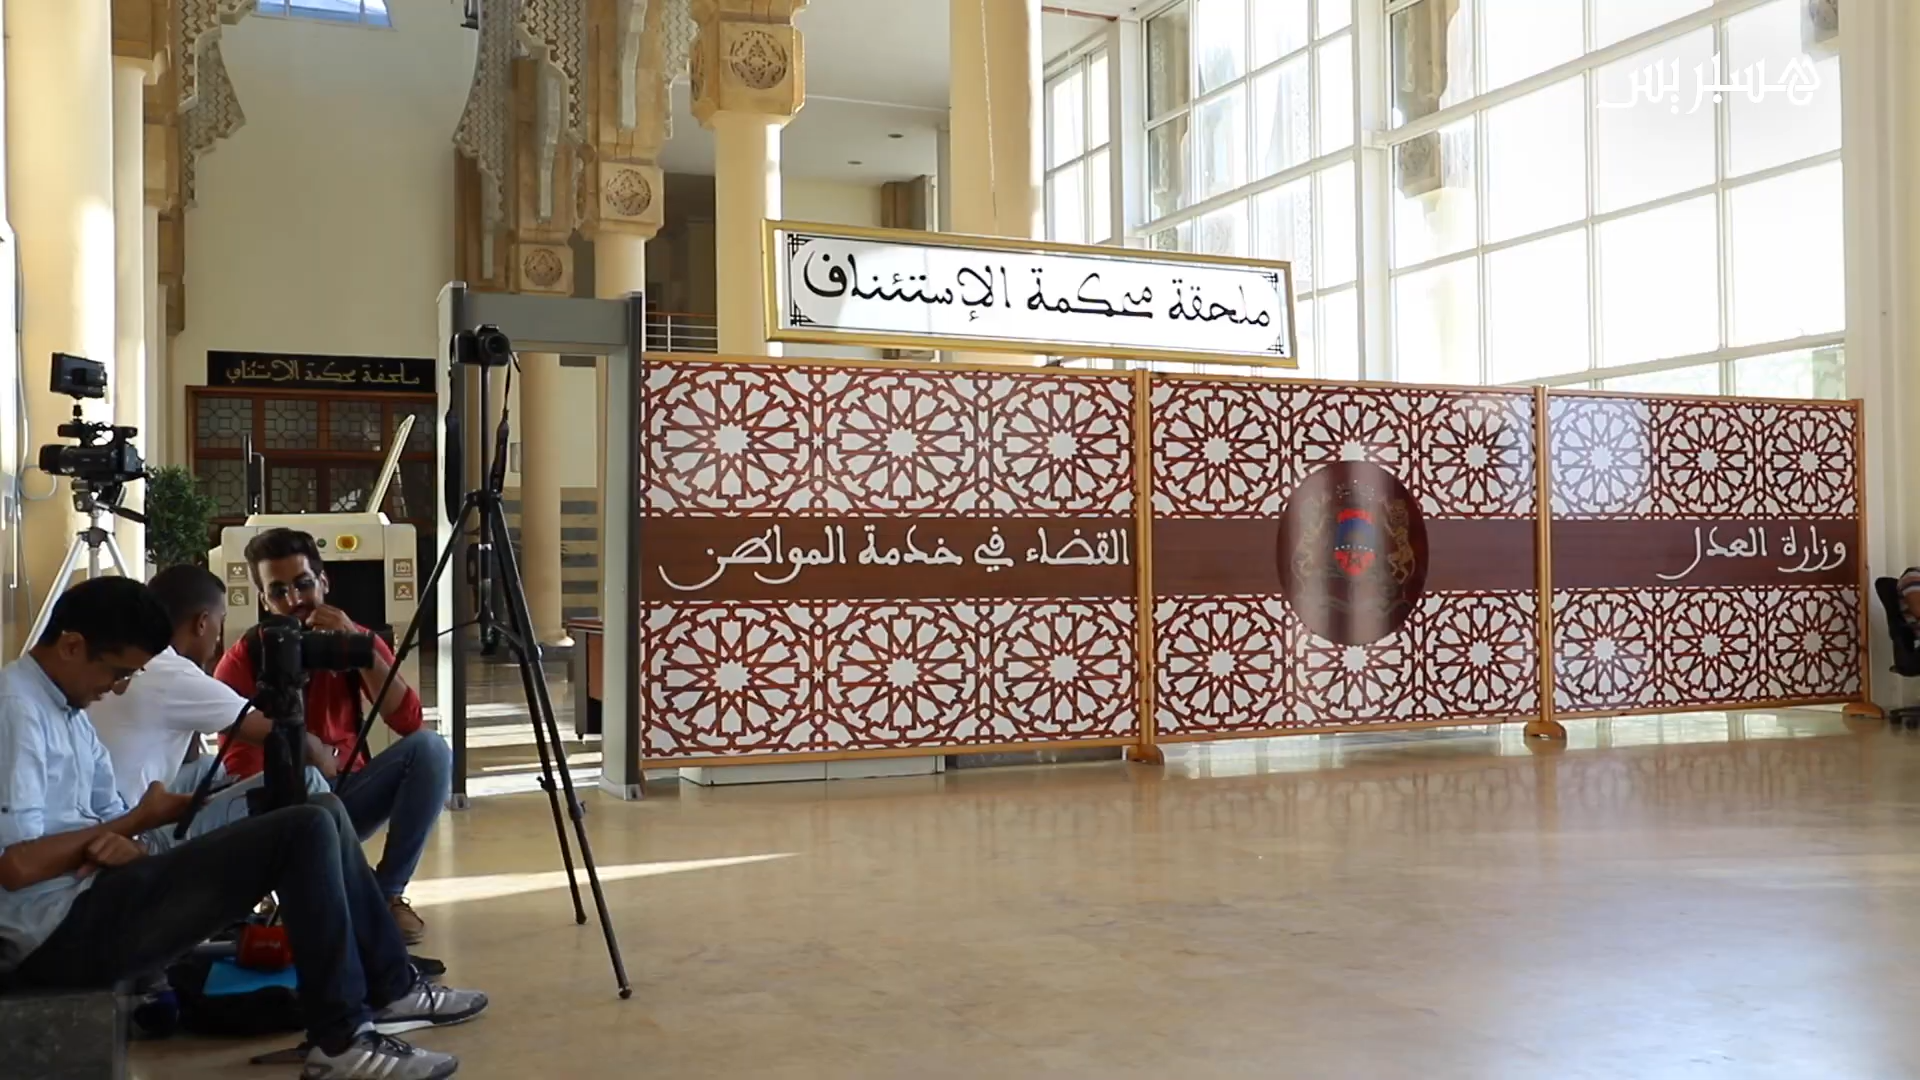 هسبريس
ملحقة محكمة الإستئناف
ملحقة محكمة الاستئناف
وزارة العدل
القضاء في خدمة المواطن